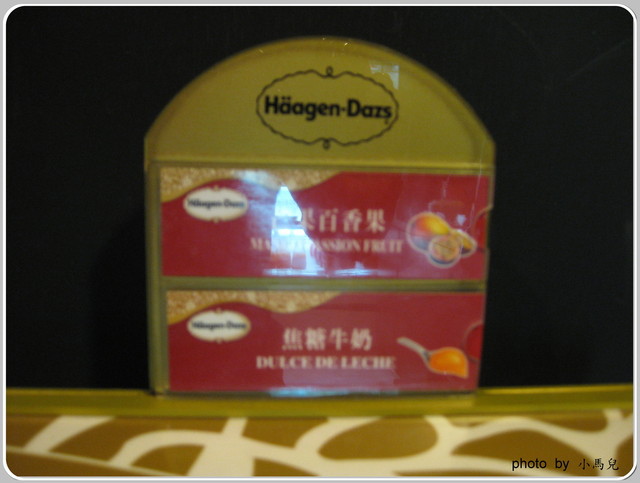 Häagen-Dazs
Häagen-Dazs
果百香果
PASSION FRUIT
Häagen-Dazs
焦糖牛奶
DULCE DE LECHE
photo by 小馬兒